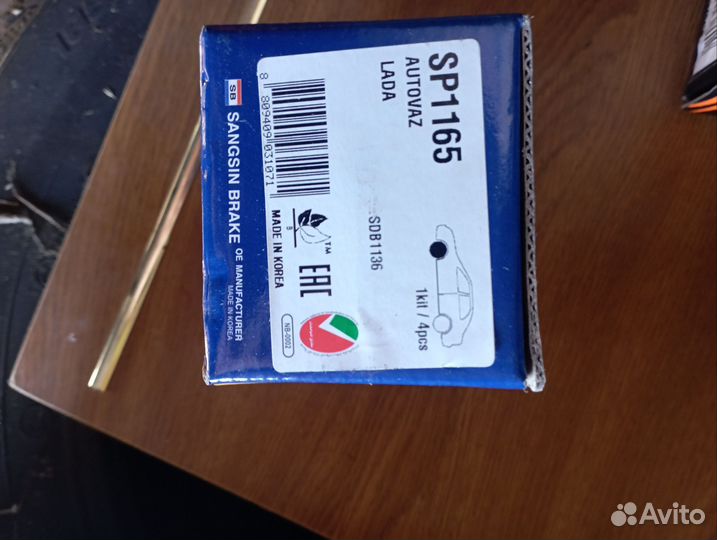 SP1165
AUTOVAZ
LADA
8 809409 031071
SDB1136
1kit / 4pcs
B
TM
MADE IN KOREA
EAC
NB-0002
SB
SANGSIN BRAKE
OE MANUFACTURER
MADE IN KOREA
Avito